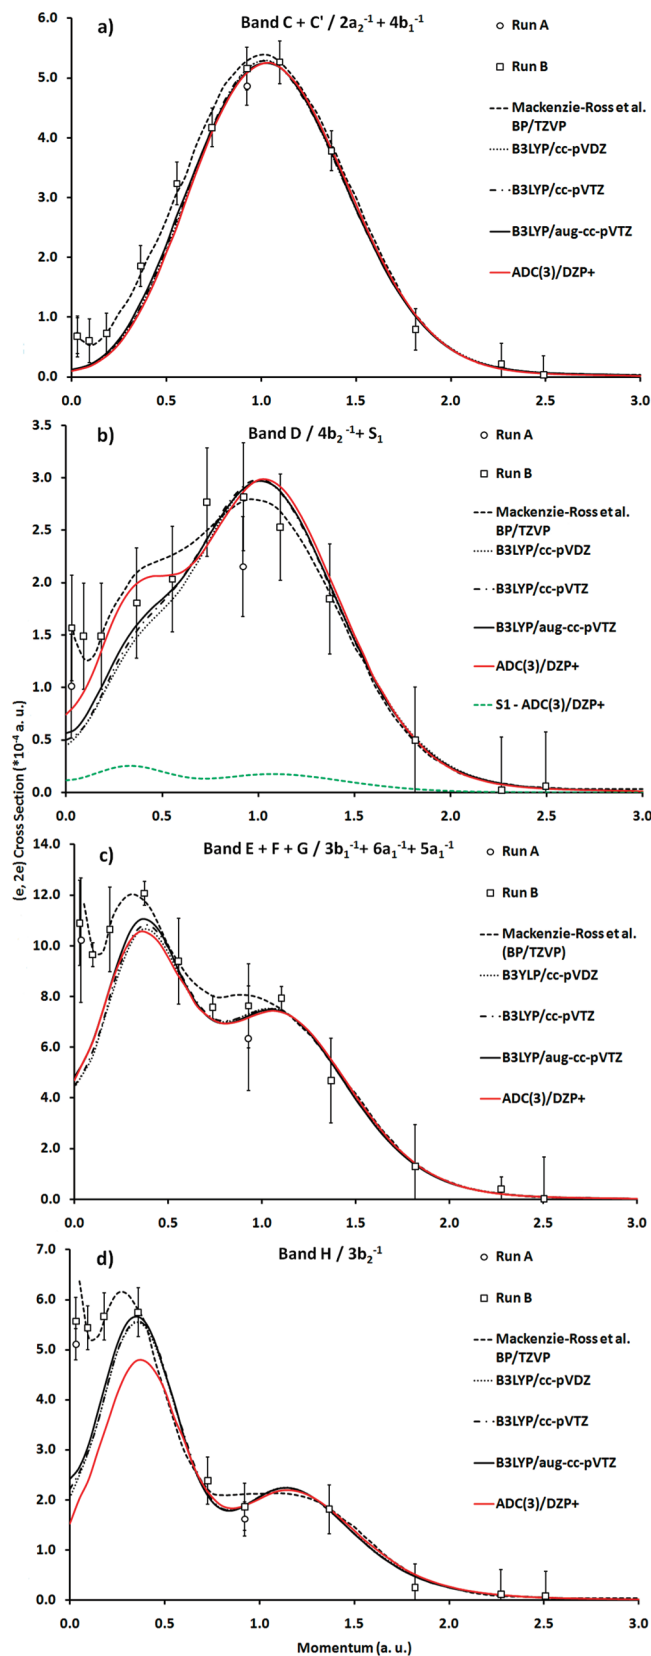 a)
Band C + C' / 2a₂⁻¹ + 4b₁⁻¹
6.0
5.0
4.0
3.0
2.0
1.0
0.0
0.0 0.5 1.0 1.5 2.0 2.5 3.0
Run A
Run B
Mackenzie-Ross et al.
BP/TZVP
B3LYP/cc-pVDZ
B3LYP/cc-pVTZ
B3LYP/aug-cc-pVTZ
ADC(3)/DZP+
b)
Band D / 4b₂⁻¹+ S₁
3.5
3.0
2.5
2.0
1.5
1.0
0.5
0.0
0.0 0.5 1.0 1.5 2.0 2.5 3.0
Run A
Run B
Mackenzie-Ross et al.
BP/TZVP
B3LYP/cc-pVDZ
B3LYP/cc-pVTZ
B3LYP/aug-cc-pVTZ
ADC(3)/DZP+
S1 - ADC(3)/DZP+
(e, 2e) Cross Section (*10⁻⁴ a. u.)
c)
Band E + F + G / 3b₁⁻¹+ 6a₁⁻¹+ 5a₁⁻¹
14.0
12.0
10.0
8.0
6.0
4.0
2.0
0.0
0.0 0.5 1.0 1.5 2.0 2.5 3.0
Run A
Run B
Mackenzie-Ross et al.
(BP/TZVP)
B3YLP/cc-pVDZ
B3LYP/cc-pVTZ
B3LYP/aug-cc-pVTZ
ADC(3)/DZP+
d)
Band H / 3b₂⁻¹
7.0
6.0
5.0
4.0
3.0
2.0
1.0
0.0
0.0 0.5 1.0 1.5 2.0 2.5 3.0
Run A
Run B
Mackenzie-Ross et al.
BP/TZVP
B3LYP/cc-pVDZ
B3LYP/cc-pVTZ
B3LYP/aug-cc-pVTZ
ADC(3)/DZP+
Momentum (a. u.)